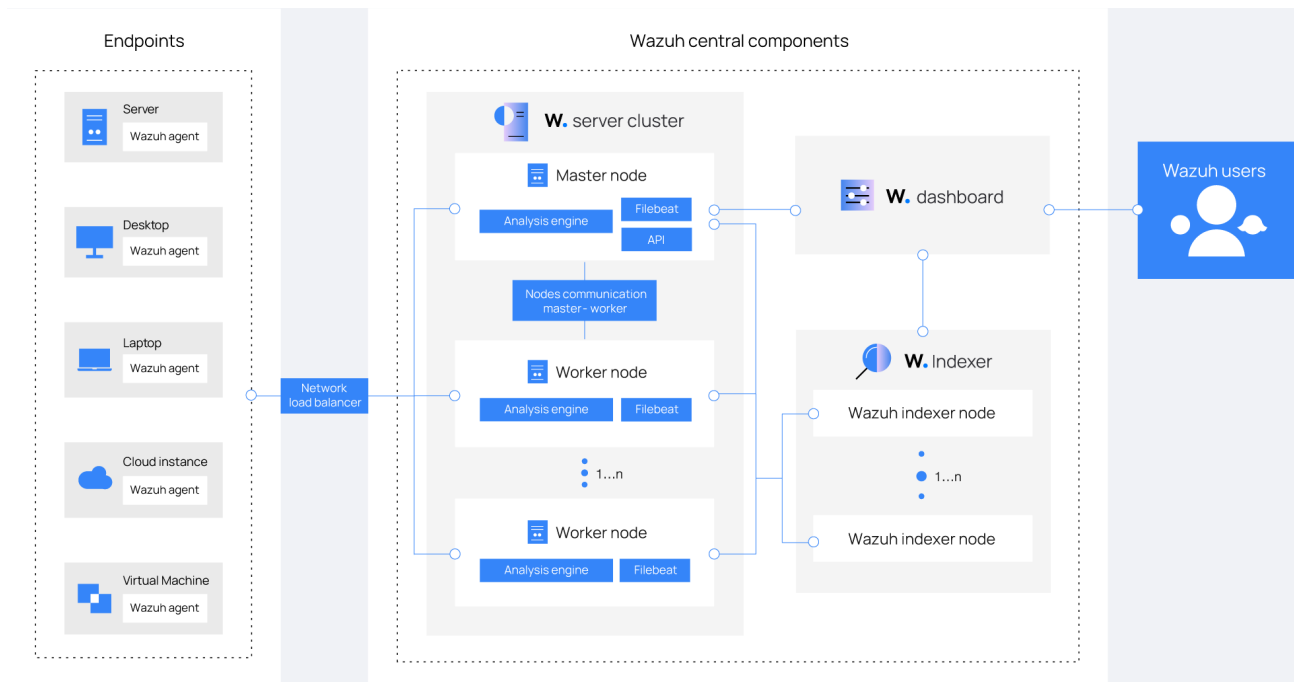 Endpoints
Server
Wazuh agent
Desktop
Wazuh agent
Laptop
Wazuh agent
Cloud instance
Wazuh agent
Virtual Machine
Wazuh agent
Network
load balancer
Wazuh central components
W. server cluster
Master node
Analysis engine
Filebeat
API
Nodes communication
master- worker
Worker node
Analysis engine
Filebeat
1...n
Worker node
Analysis engine
Filebeat
W. dashboard
W. Indexer
Wazuh indexer node
1...n
Wazuh indexer node
Wazuh users